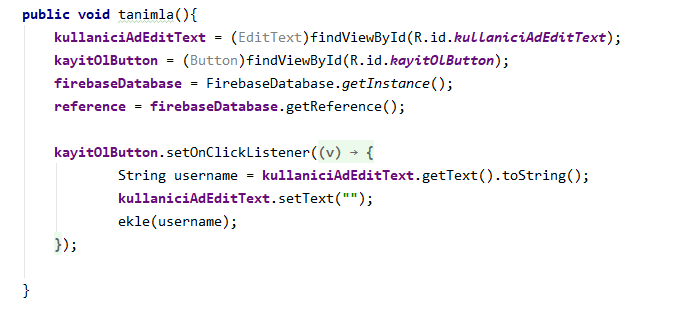 public void tanimla(){
kullaniciAdEditText = (EditText)findViewById(R.id.kullaniciAdEditText);
kayitOlButton = (Button)findViewById(R.id.kayitOlButton);
firebaseDatabase = FirebaseDatabase.getInstance();
reference = firebaseDatabase.getReference();
kayitOlButton.setOnClickListener((v) → {
String username = kullaniciAdEditText.getText().toString();
kullaniciAdEditText.setText("");
ekle(username);
});
}